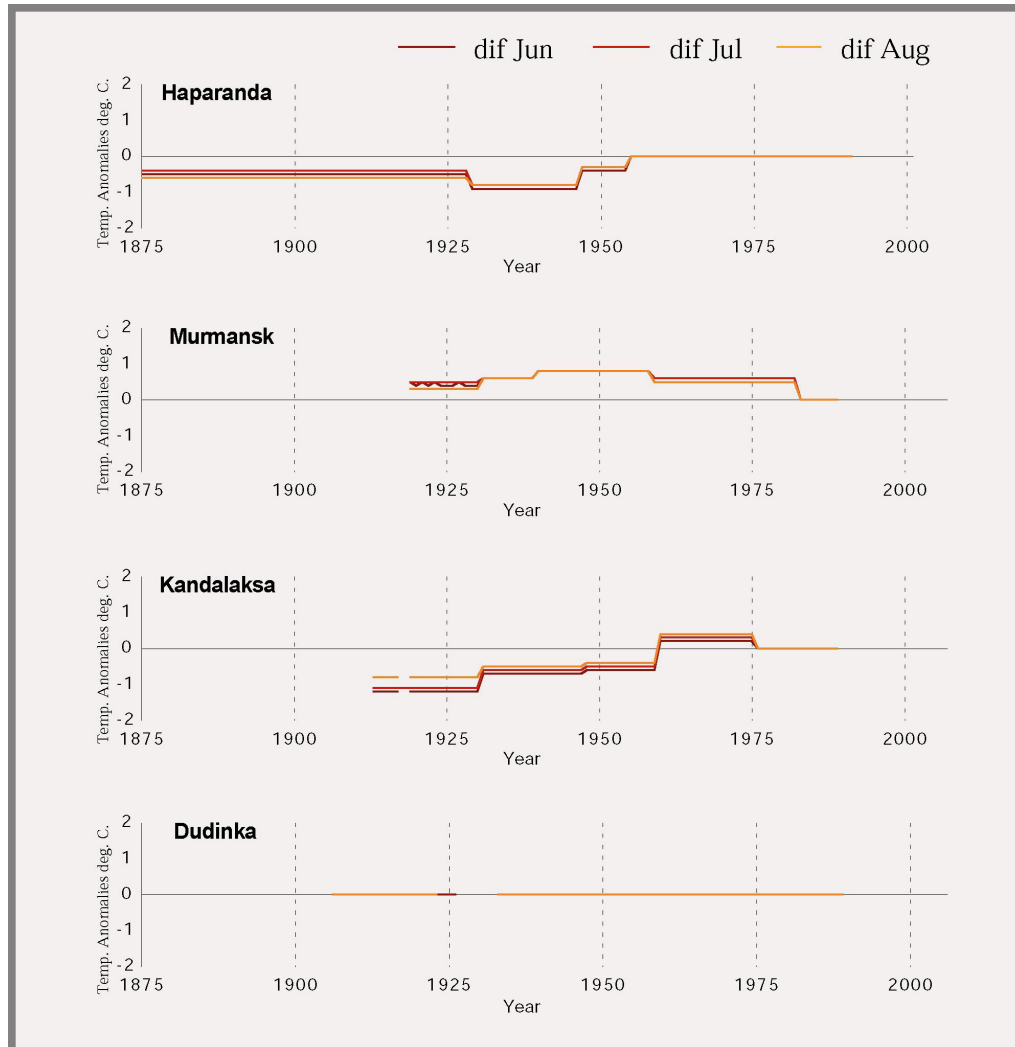 dif Jun dif Jul dif Aug
Haparanda
Temp. Anomalies deg. C.
2
1
0
-1
-2
1875 1900 1925 1950 1975 2000
Year
Murmansk
Temp. Anomalies deg. C.
2
1
0
-1
-2
1875 1900 1925 1950 1975 2000
Year
Kandalaksa
Temp. Anomalies deg. C.
2
1
0
-1
-2
1875 1900 1925 1950 1975 2000
Year
Dudinka
Temp. Anomalies deg. C.
2
1
0
-1
-2
1875 1900 1925 1950 1975 2000
Year